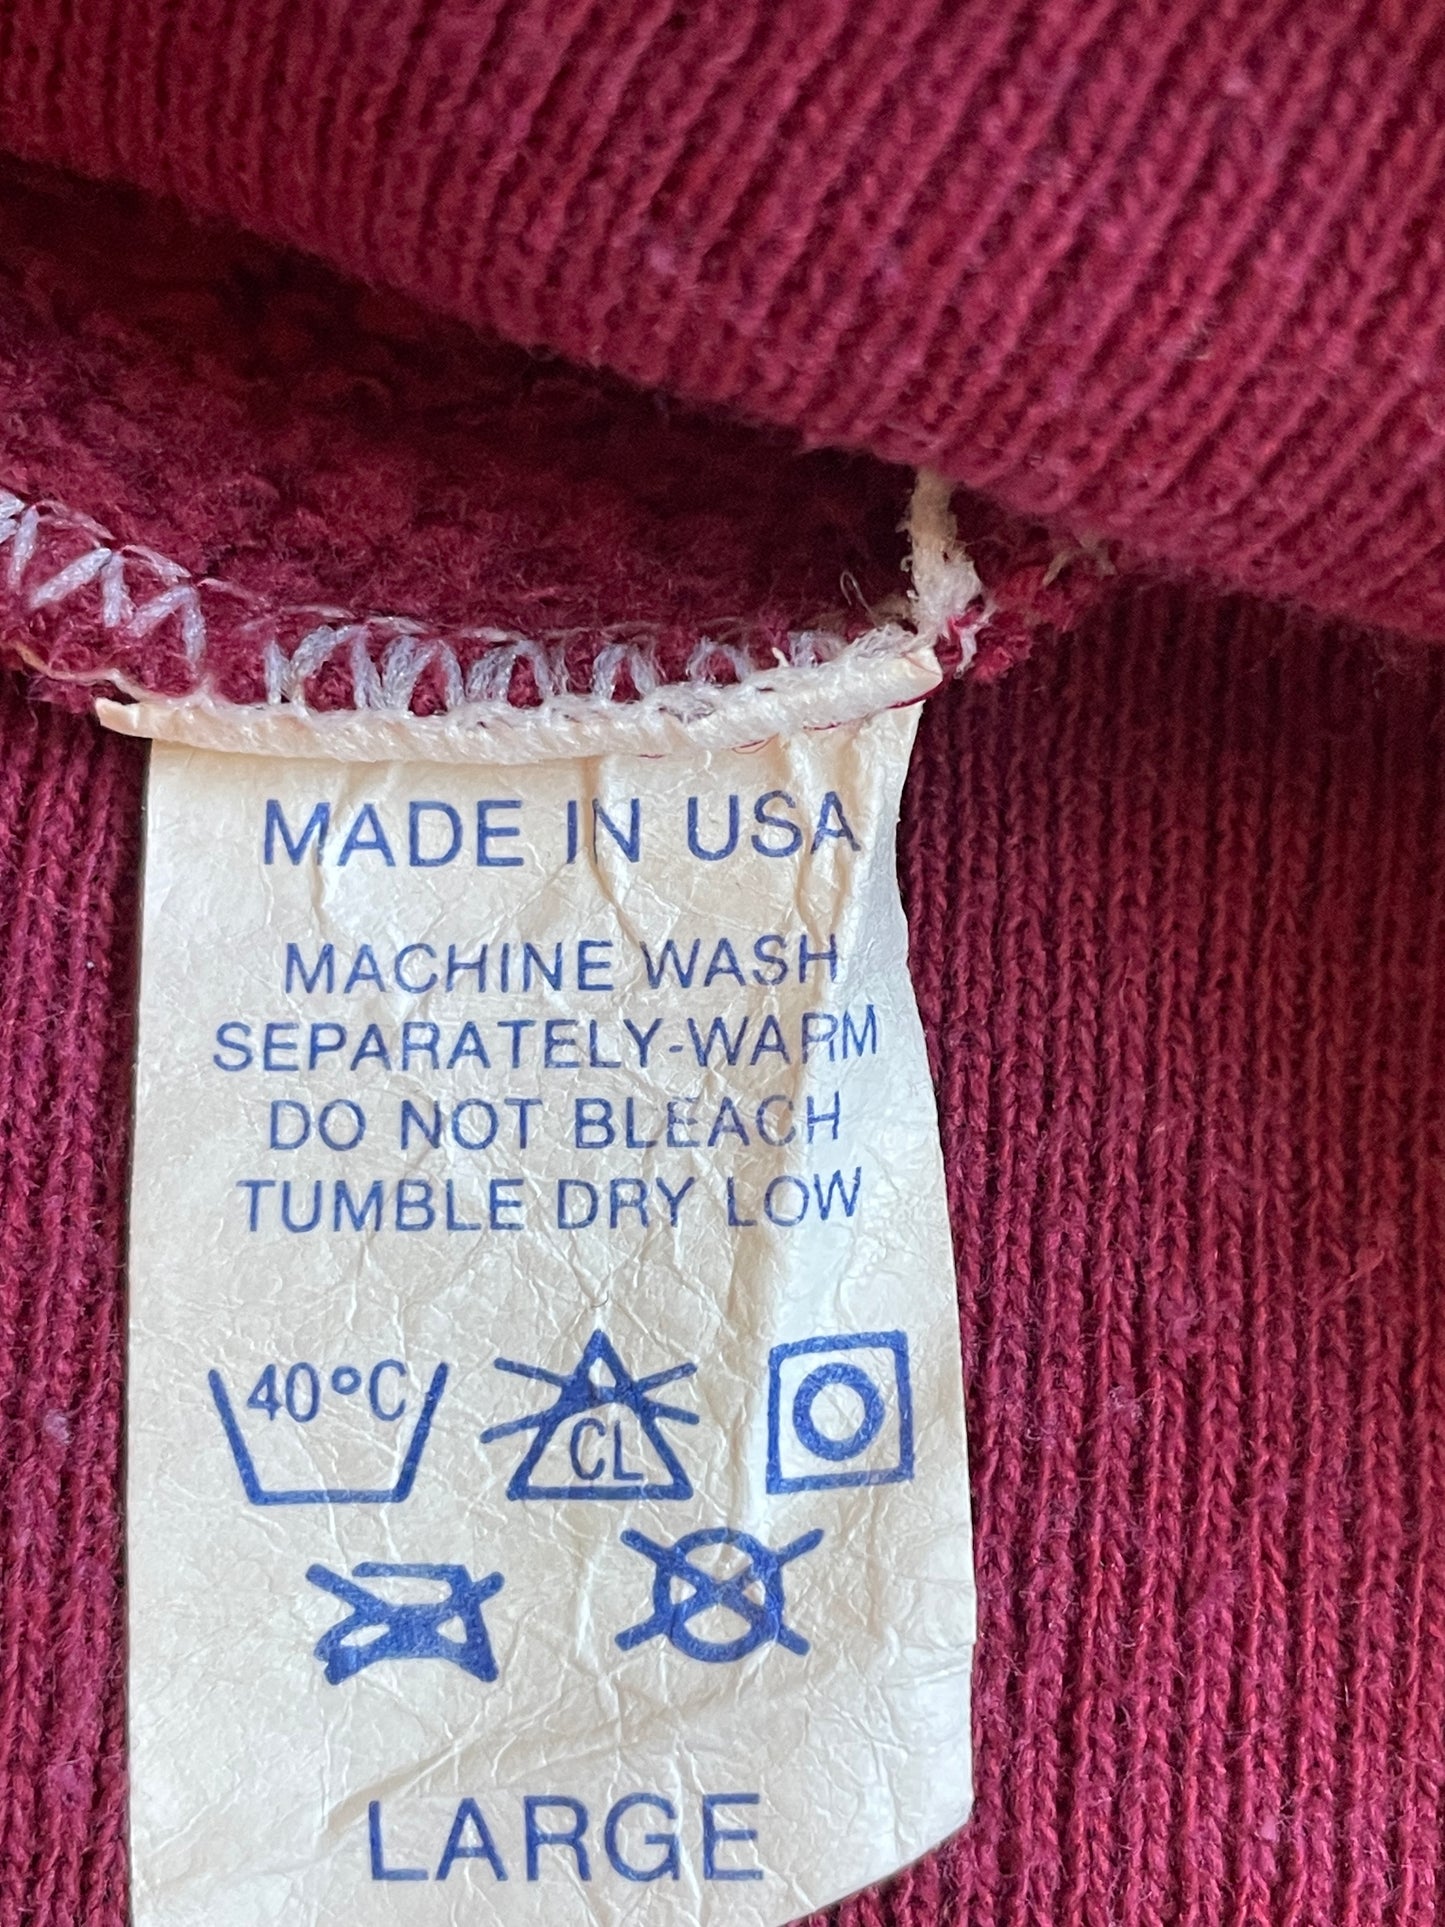 MADE IN USA
MACHINE WASH
SEPARATELY-WARM
DO NOT BLEACH
TUMBLE DRY LOW
40°C
CL
LARGE